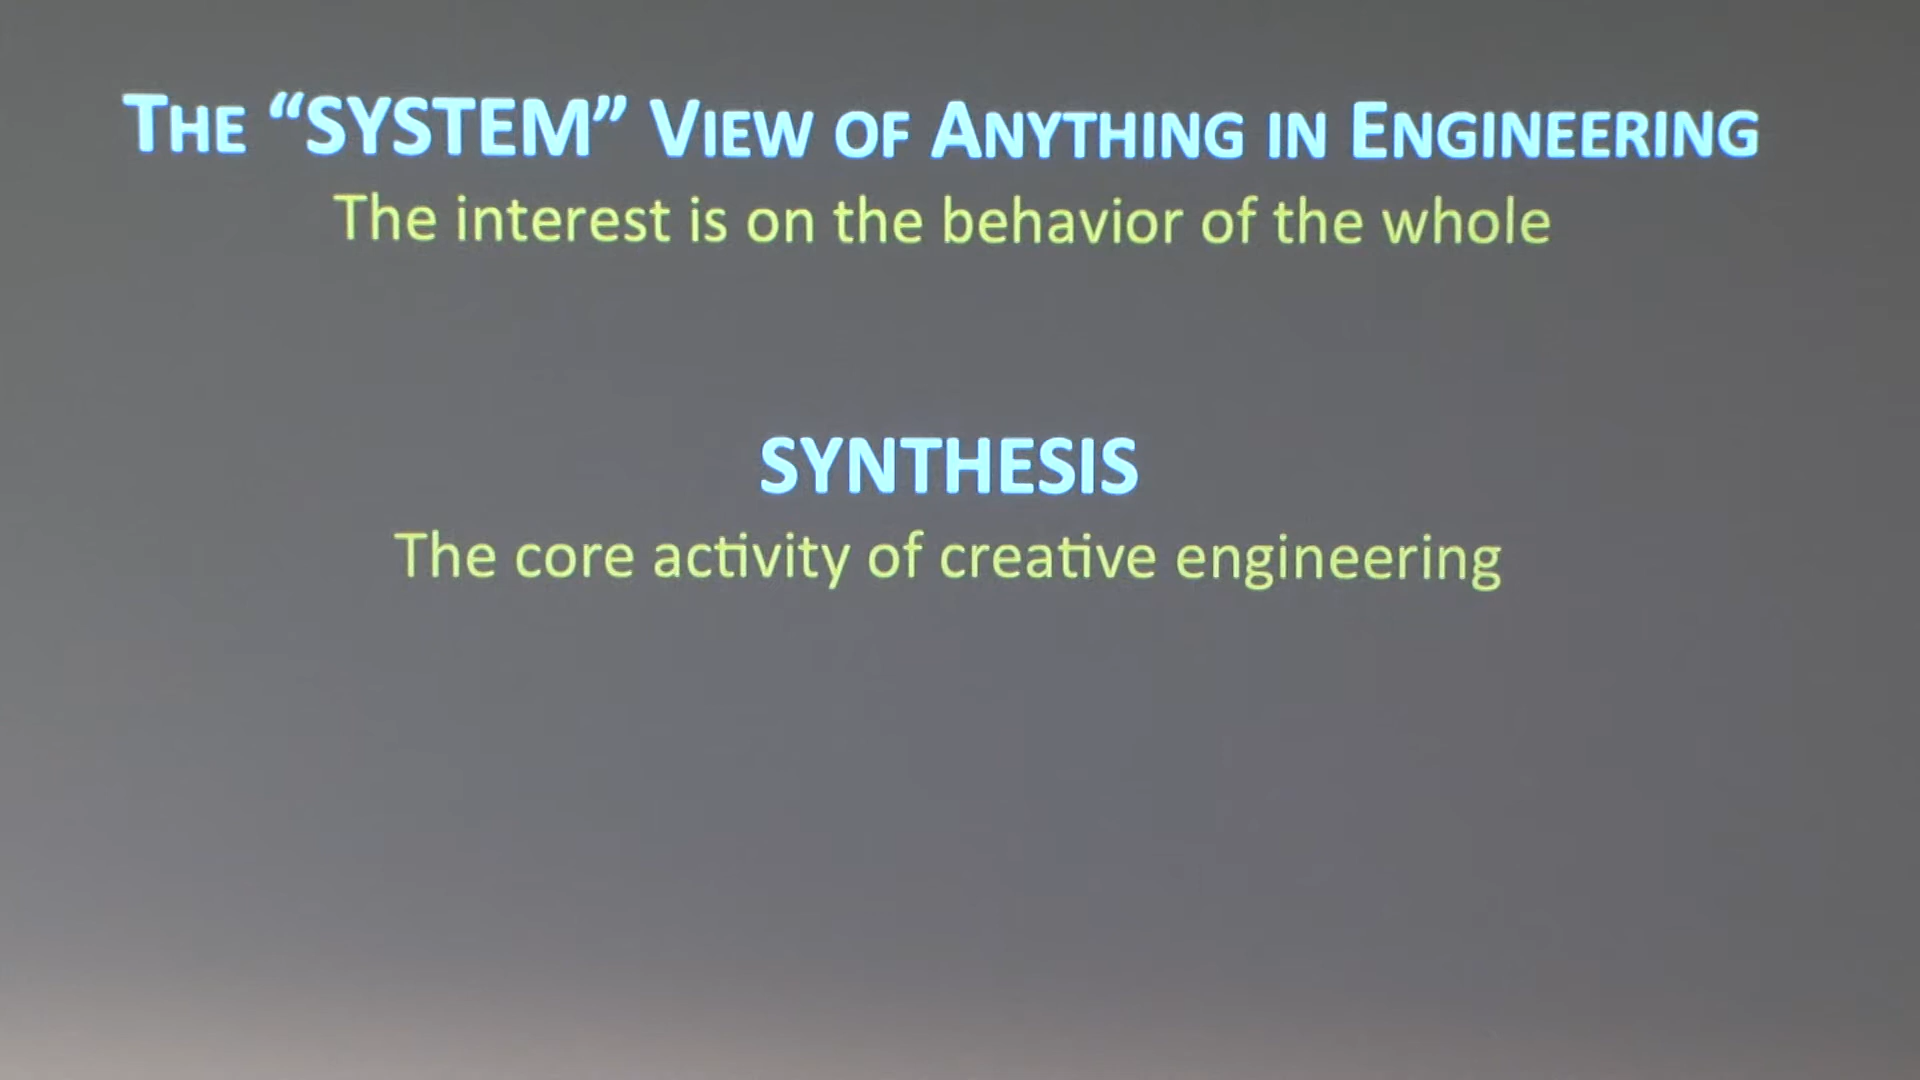 THE “SYSTEM” VIEW OF ANYTHING IN ENGINEERING
The interest is on the behavior of the whole
SYNTHESIS
The core activity of creative engineering